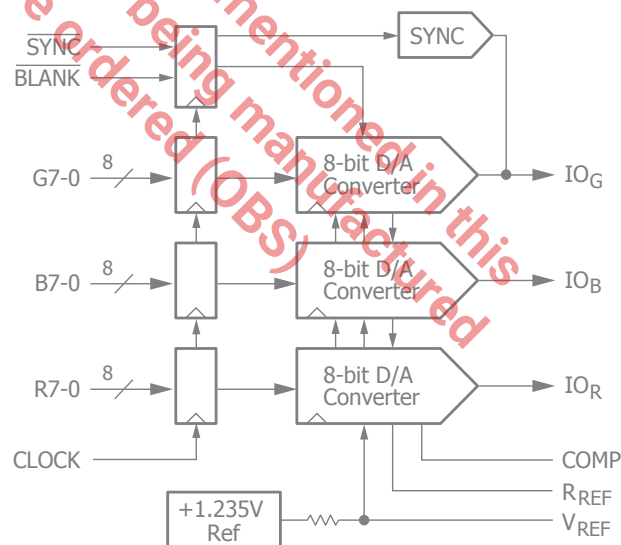 SYNC
SYNC
BLANK
G7-0
8
8-bit D/A
Converter
IOG
B7-0
8
8-bit D/A
Converter
IOB
R7-0
8
8-bit D/A
Converter
IOR
CLOCK
COMP
RREF
+1.235V
Ref
VREF
mentioned in this
being manufactured
ordered (OBS)